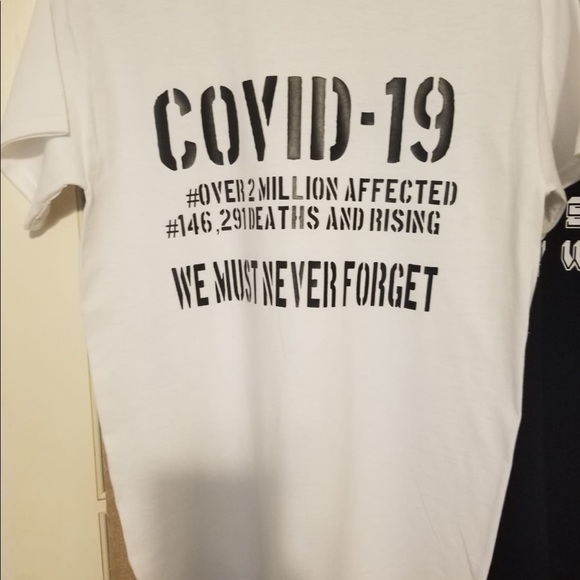 COVID-19
#OVER 2 MILLION AFFECTED
#146,291 DEATHS AND RISING
WE MUST NEVER FORGET